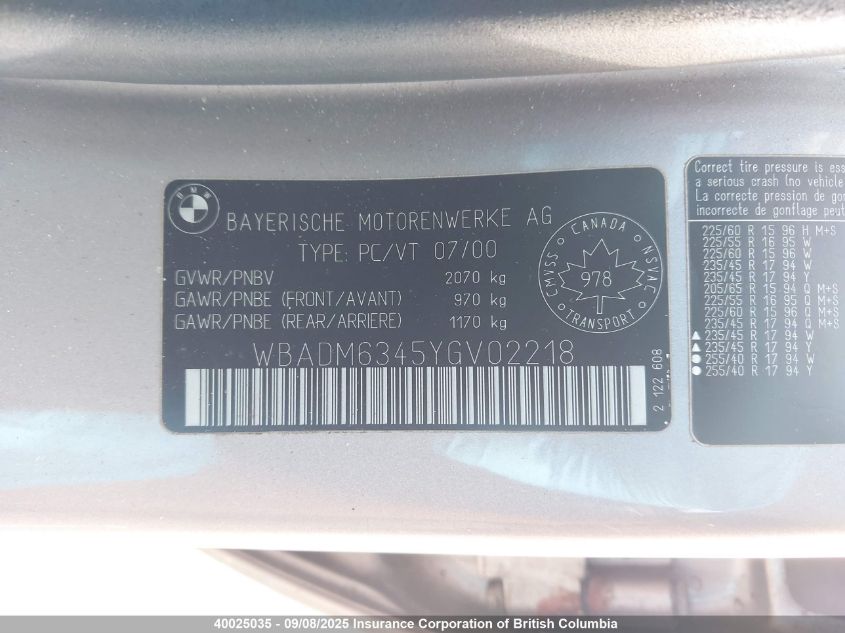 BMW
BAYERISCHE MOTORENWERKE AG
TYPE: PC/VT 07/00
GVWR/PNBV 2070 kg
GAWR/PNBE (FRONT/AVANT) 970 kg
GAWR/PNBE (REAR/ARRIERE) 1170 kg
WBADM6345YGV02218
2 122 608
CANADA
CMVSS
NSVAC
978
TRANSPORT
Correct tire pressure is ess
a serious crash (no vehicle
La correcte pression de gon
incorrecte de gonflage peut
225/60 R 15 96 H M+S
225/55 R 16 95 W
225/60 R 15 96 W
235/45 R 17 94 W
235/45 R 17 94 Y
205/65 R 15 94 Q M+S
225/55 R 16 95 Q M+S
225/60 R 15 96 Q M+S
235/45 R 17 94 Q M+S
▲ 235/45 R 17 94 W
▲ 235/45 R 17 94 Y
● 255/40 R 17 94 W
● 255/40 R 17 94 Y
40025035 - 09/08/2025 Insurance Corporation of British Columbia